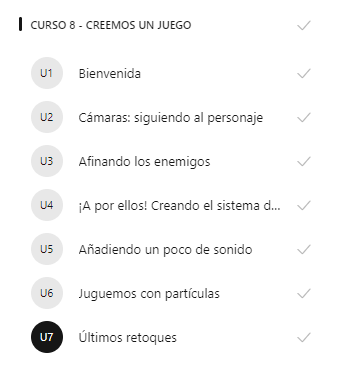 CURSO 8 - CREEMOS UN JUEGO
U1 Bienvenida
U2 Cámaras: siguiendo al personaje
U3 Afinando los enemigos
U4 ¡A por ellos! Creando el sistema d...
U5 Añadiendo un poco de sonido
U6 Juguemos con partículas
U7 Últimos retoques